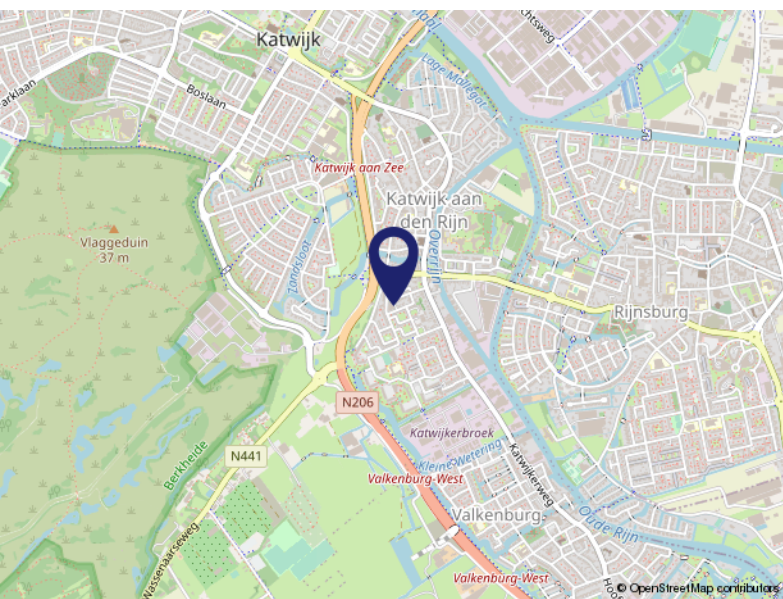 Katwijk
Boslaan
Lage Mallegat
Katwijk aan Zee
Katwijk aan
den Rijn
Overrijn
Vlaggeduin
37 m
Zandsloot
Rijnsburg
N206
Katwijkerbroek
N441
Kleine Wetering
Katwijkerweg
Berkheide
Valkenburg-West
Valkenburg
Oude Rijn
Wassenaarseweg
Valkenburg-West
© OpenStreetMap contributors